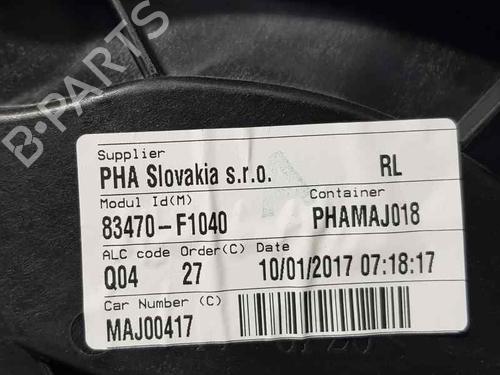 B-PARTS
Supplier
PHA Slovakia s.r.o. RL
Modul Id(M) Container
83470-F1040 PHAMAJ018
ALC code Order(C) Date
Q04 27 10/01/2017 07:18:17
Car Number (C)
MAJ00417